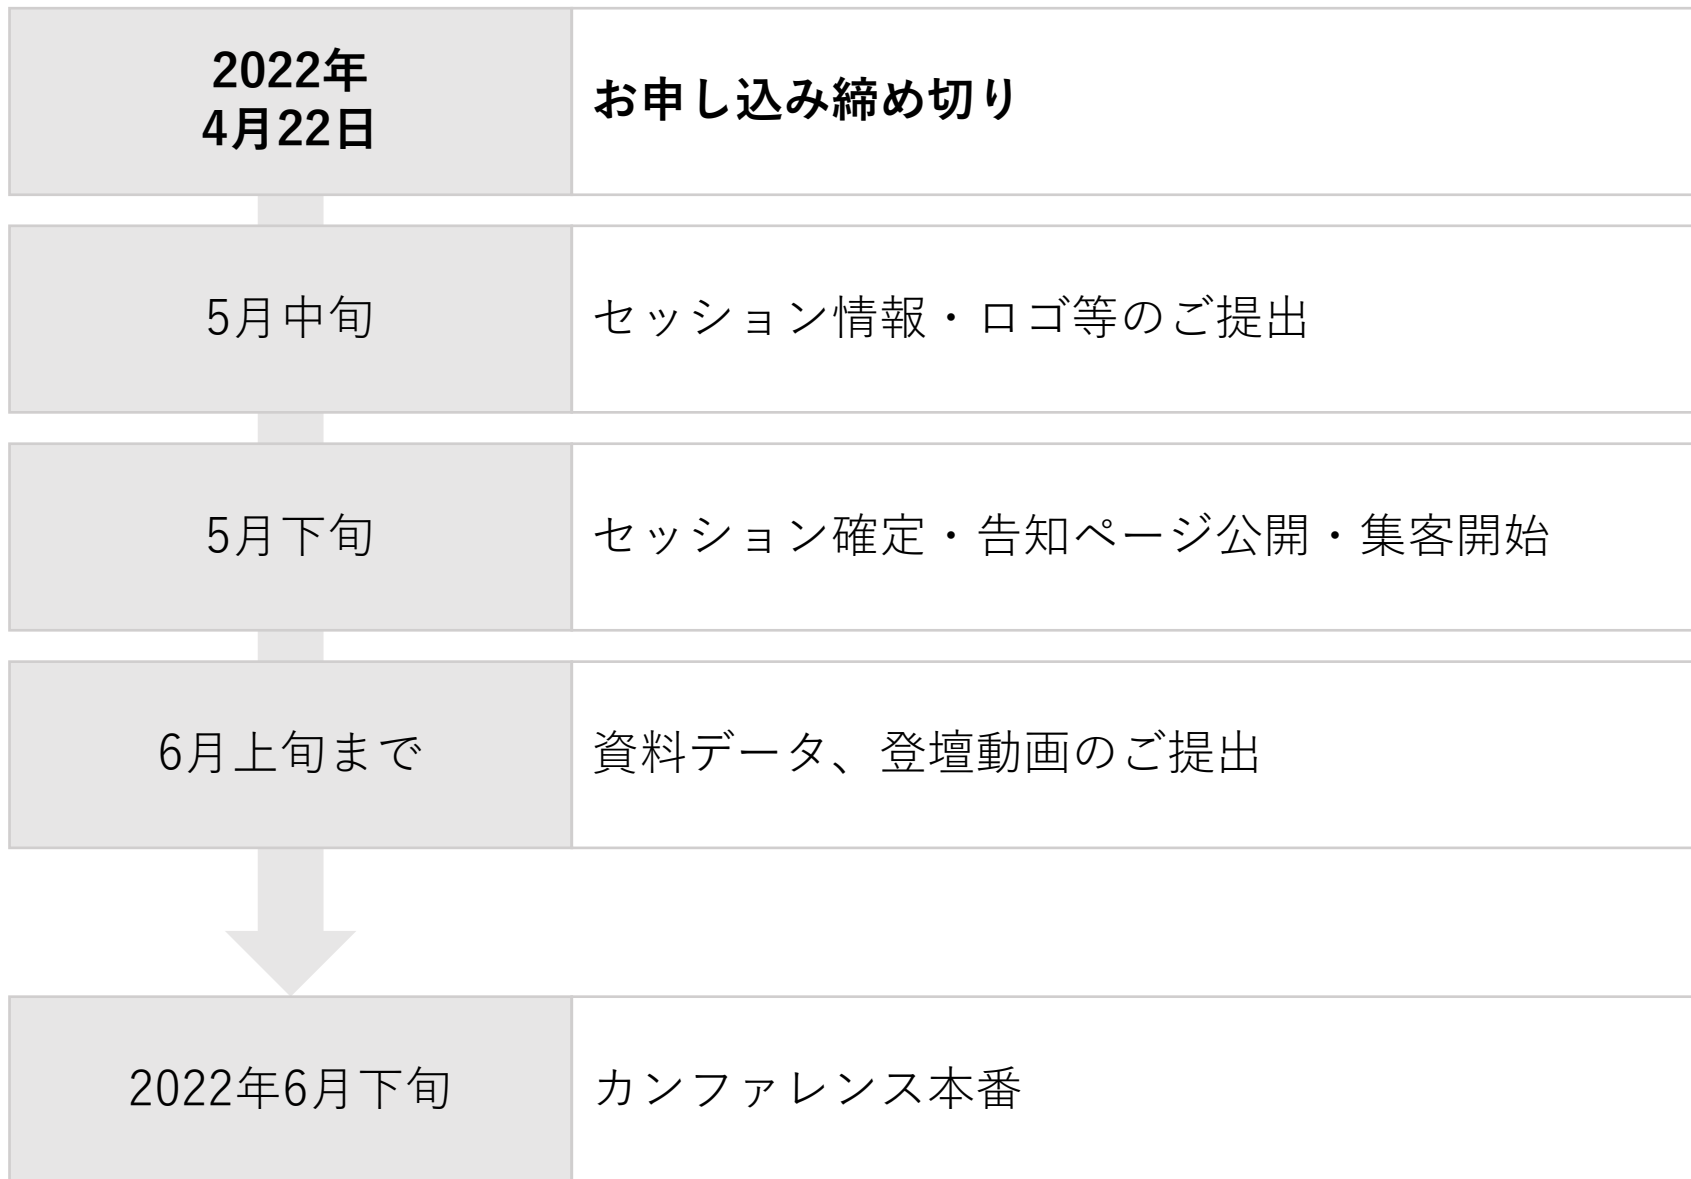 2022年
4月22日
お申し込み締め切り
5月中旬
セッション情報・ロゴ等のご提出
5月下旬
セッション確定・告知ページ公開・集客開始
6月上旬まで
資料データ、登壇動画のご提出
2022年6月下旬
カンファレンス本番